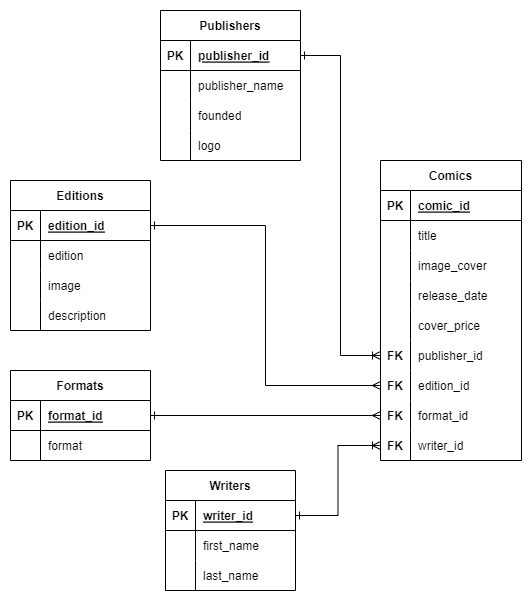 Publishers
PK publisher_id
publisher_name
founded
logo
Editions
PK edition_id
edition
image
description
Formats
PK format_id
format
Writers
PK writer_id
first_name
last_name
Comics
PK comic_id
title
image_cover
release_date
cover_price
FK publisher_id
FK edition_id
FK format_id
FK writer_id